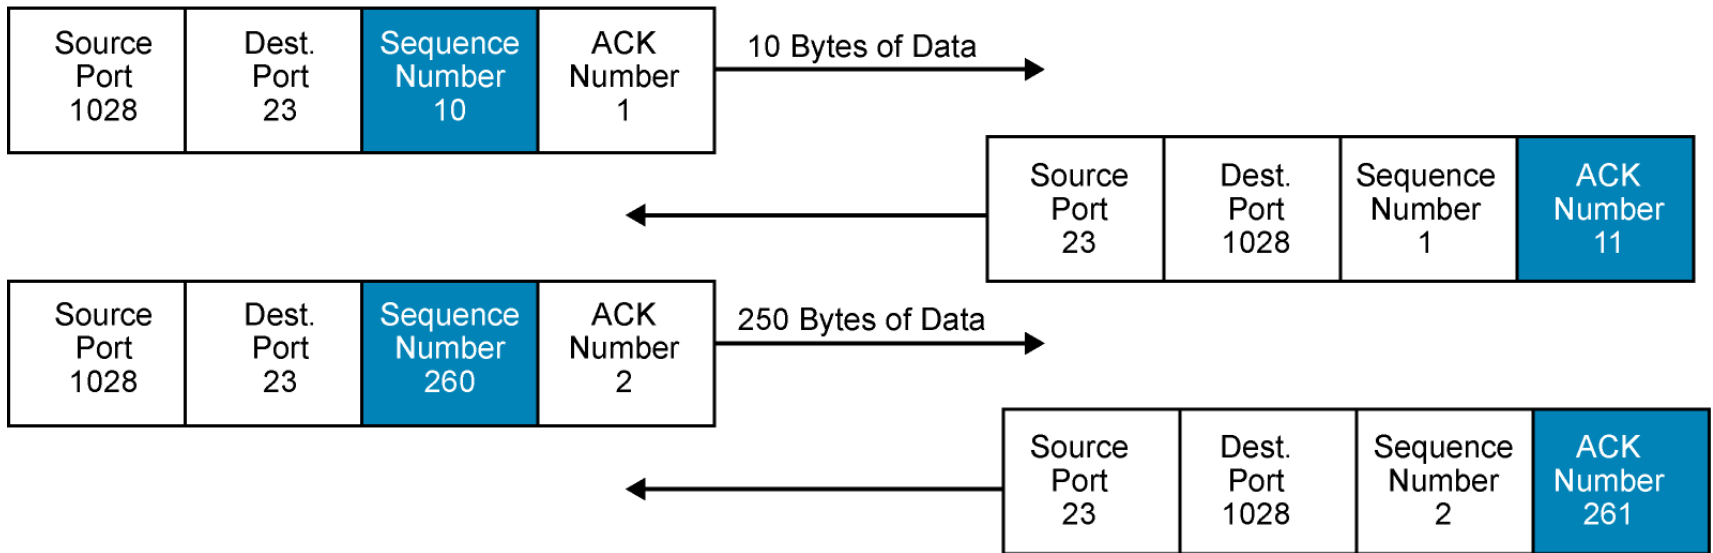 Source
Port
1028
Dest.
Port
23
Sequence
Number
10
ACK
Number
1
10 Bytes of Data
Source
Port
23
Dest.
Port
1028
Sequence
Number
1
ACK
Number
11
Source
Port
1028
Dest.
Port
23
Sequence
Number
260
ACK
Number
2
250 Bytes of Data
Source
Port
23
Dest.
Port
1028
Sequence
Number
2
ACK
Number
261